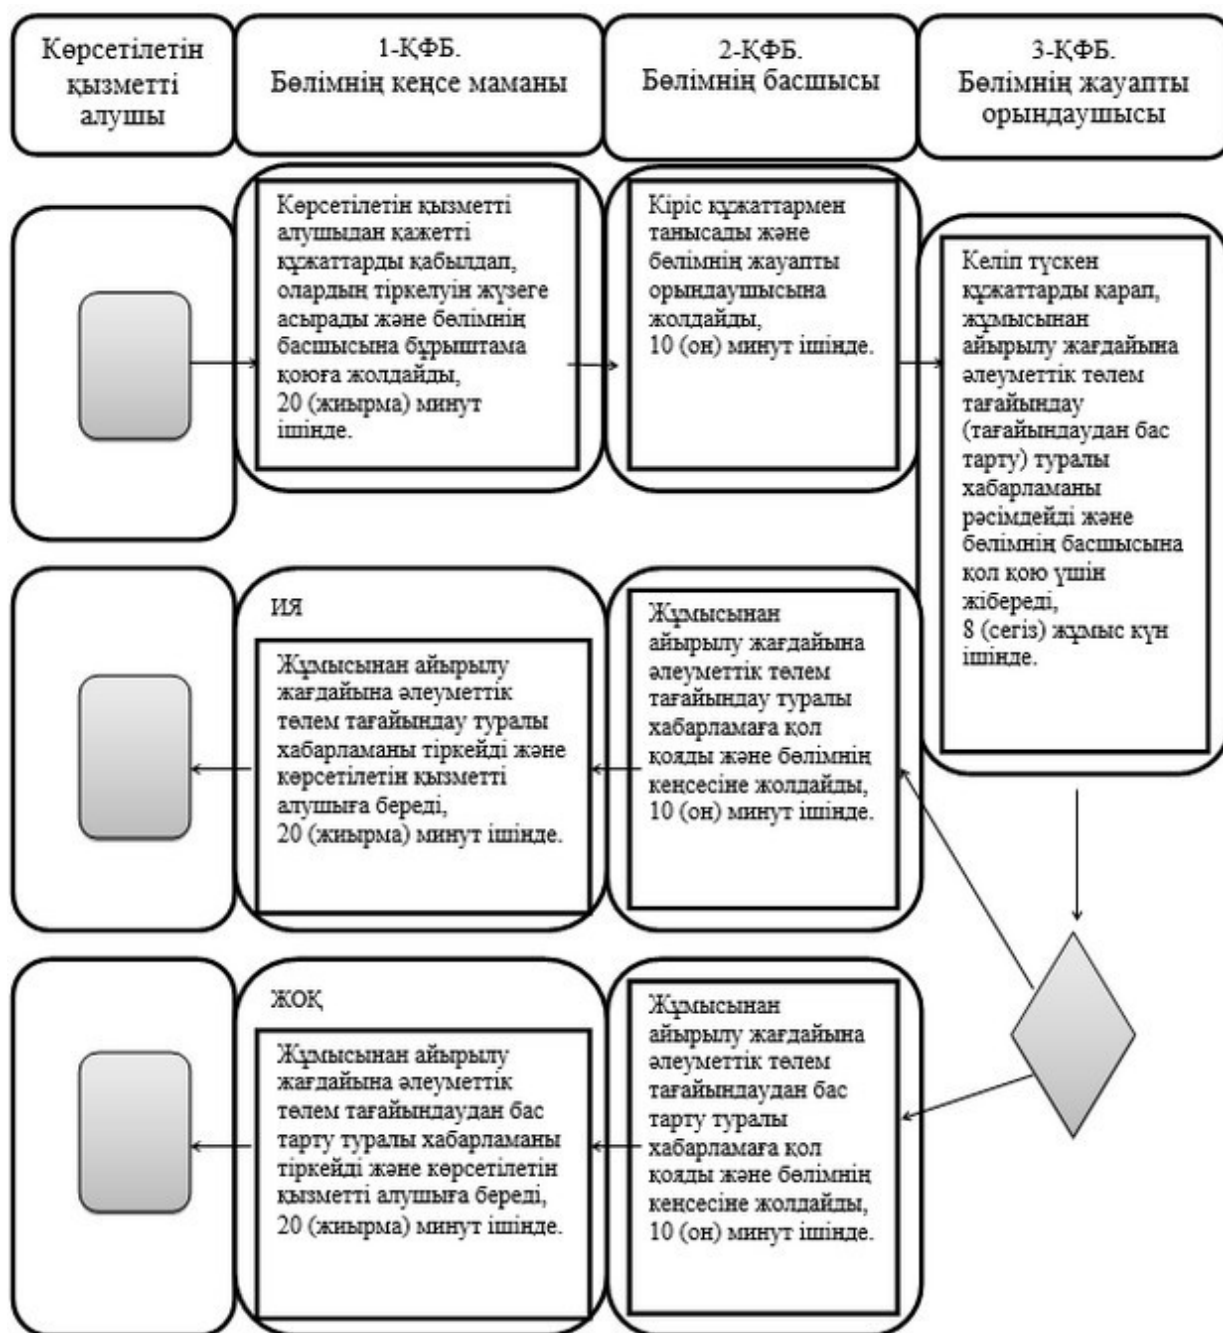 Көрсетілетін
қызметті
алушы
1-ҚФБ.
Бөлімнің кеңсе маманы
2-ҚФБ.
Бөлімнің басшысы
3-ҚФБ.
Бөлімнің жауапты
орындаушысы
Көрсетілетін қызметті
алушыдан қажетті
құжаттарды қабылдап,
олардың тіркелуін жүзеге
асырады және бөлімнің
басшысына бұрыштама
қоюға жолдайды,
20 (жиырма) минут
ішінде.
Кіріс құжаттармен
танысады және
бөлімнің жауапты
орындаушысына
жолдайды,
10 (он) минут ішінде.
Келіп түскен
құжаттарды қарап,
жұмысынан
айырылу жағдайына
әлеуметтік төлем
тағайындау
(тағайындаудан бас
тарту) туралы
хабарламаны
рәсімдейді және
бөлімнің басшысына
қол қою үшін
жібереді,
8 (сегіз) жұмыс күн
ішінде.
ИЯ
Жұмысынан айырылу
жағдайына әлеуметтік
төлем тағайындау туралы
хабарламаны тіркейді және
көрсетілетін қызметті
алушыға береді,
20 (жиырма) минут ішінде.
Жұмысынан
айырылу жағдайына
әлеуметтік төлем
тағайындау туралы
хабарламаға қол
қояды және бөлімнің
кеңсесіне жолдайды,
10 (он) минут ішінде.
ЖОҚ
Жұмысынан айырылу
жағдайына әлеуметтік
төлем тағайындаудан бас
тарту туралы хабарламаны
тіркейді және көрсетілетін
қызметті алушыға береді,
20 (жиырма) минут ішінде.
Жұмысынан
айырылу жағдайына
әлеуметтік төлем
тағайындаудан бас
тарту туралы
хабарламаға қол
қояды және бөлімнің
кеңсесіне жолдайды,
10 (он) минут ішінде.